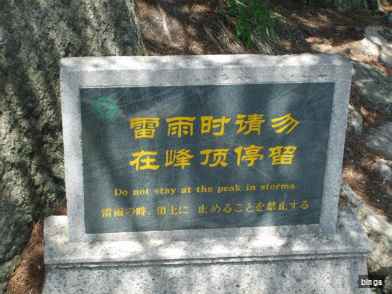 雷雨时请勿
在峰顶停留
Do not stay at the peak in storms
雷雨の時、頂上に 止めることを禁止する
bings